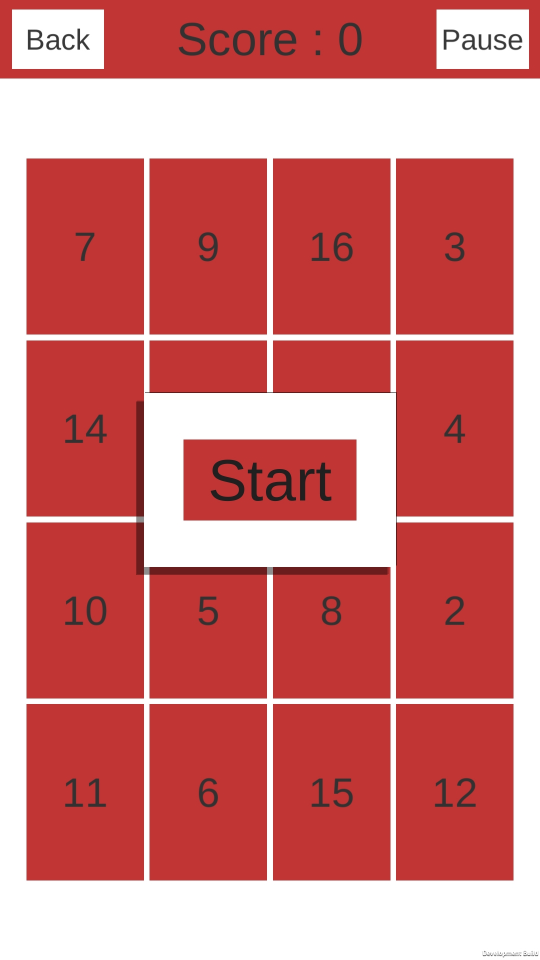 Back Score : 0 Pause
7 9 16 3
14 4
Start
10 5 8 2
11 6 15 12
Development Build